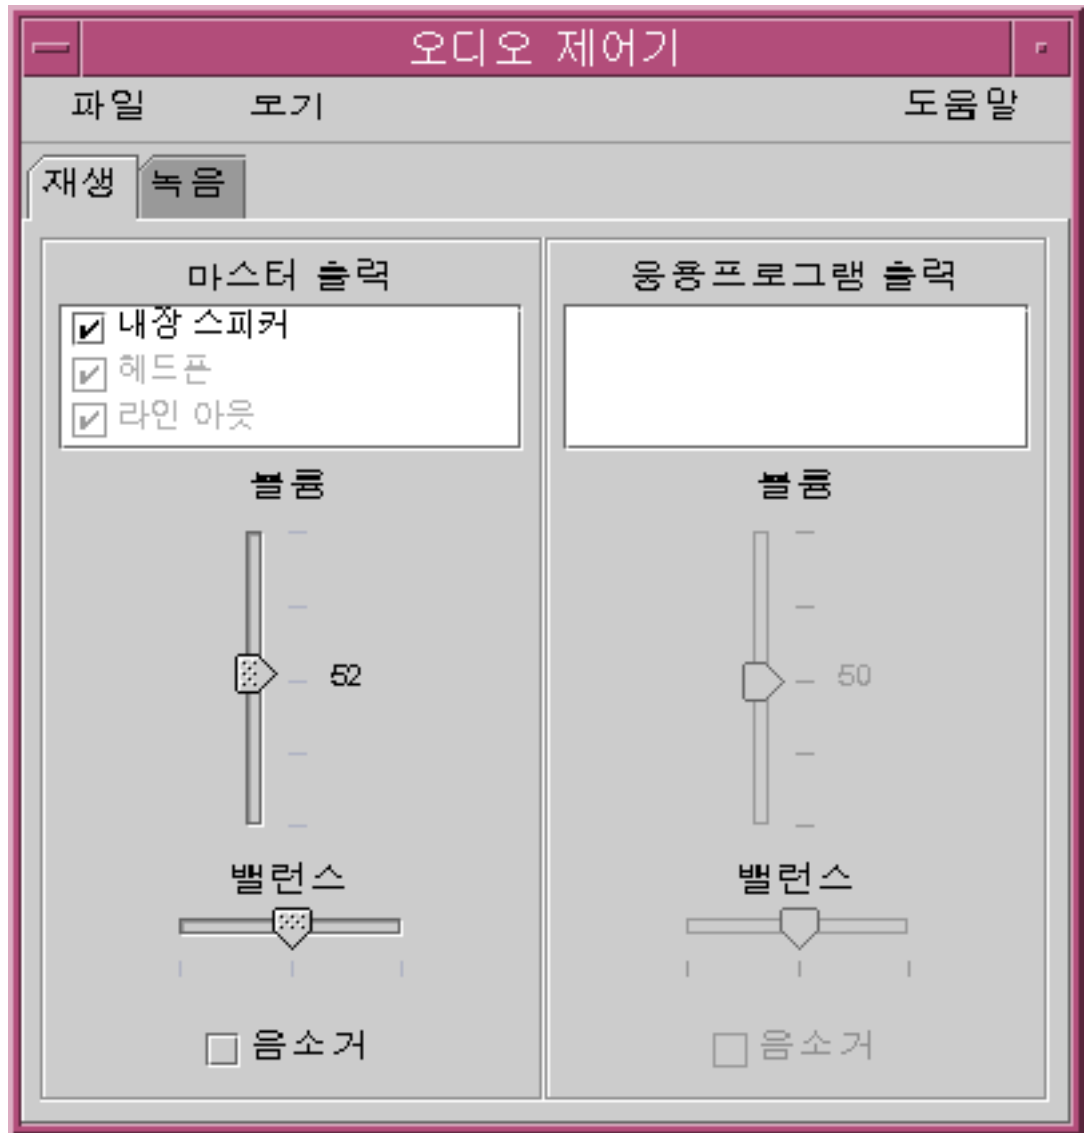 오디오 제어기
파일 보기 도움말
재생 녹음
마스터 출력
내장 스피커
헤드폰
라인 아웃
볼륨
52
밸런스
음소거
응용프로그램 출력
볼륨
50
밸런스
음소거